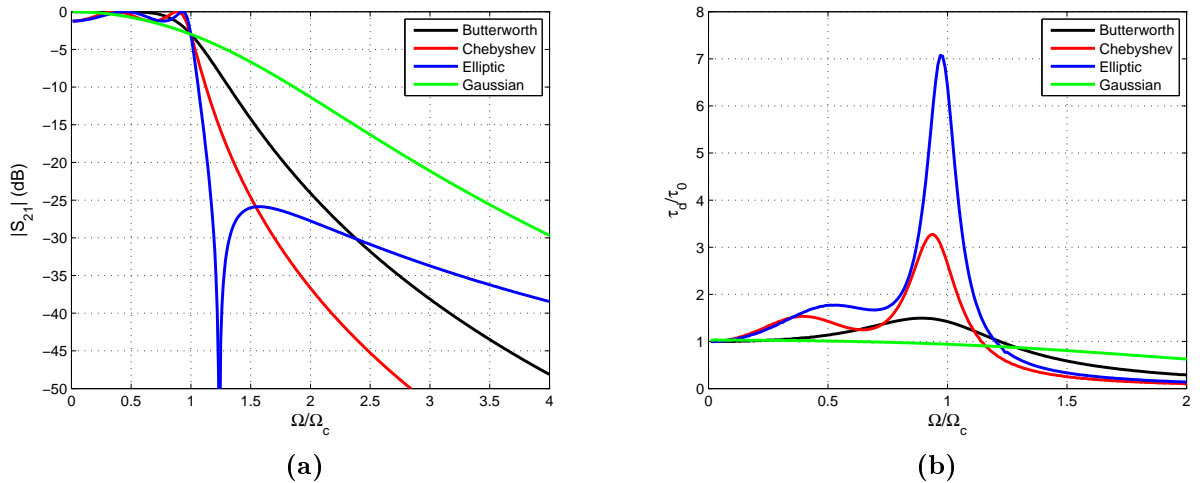 0
−5
−10
−15
−20
−25
−30
−35
−40
−45
−50
|S21| (dB)
0 0.5 1 1.5 2 2.5 3 3.5 4
Ω/Ωc
Butterworth
Chebyshev
Elliptic
Gaussian
(a)
8
7
6
5
4
3
2
1
0
τd/τ0
0 0.5 1 1.5 2
Ω/Ωc
Butterworth
Chebyshev
Elliptic
Gaussian
(b)